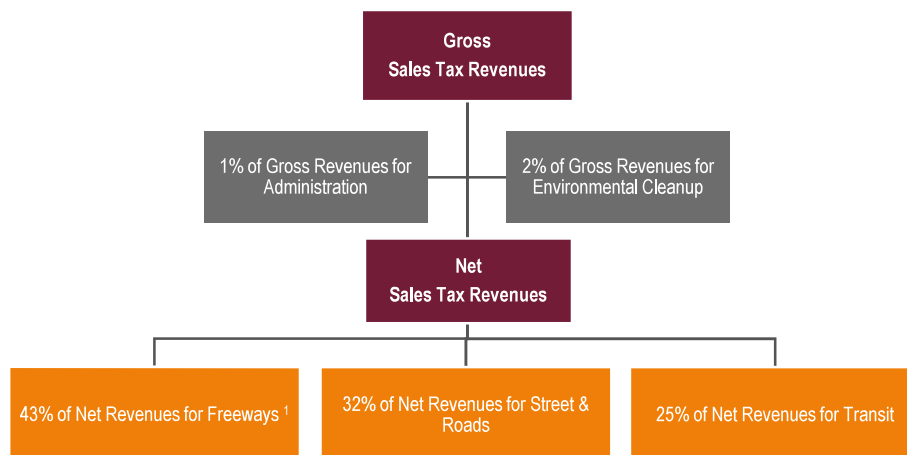 Gross
Sales Tax Revenues
1% of Gross Revenues for
Administration
2% of Gross Revenues for
Environmental Cleanup
Net
Sales Tax Revenues
43% of Net Revenues for Freeways ¹
32% of Net Revenues for Street &
Roads
25% of Net Revenues for Transit